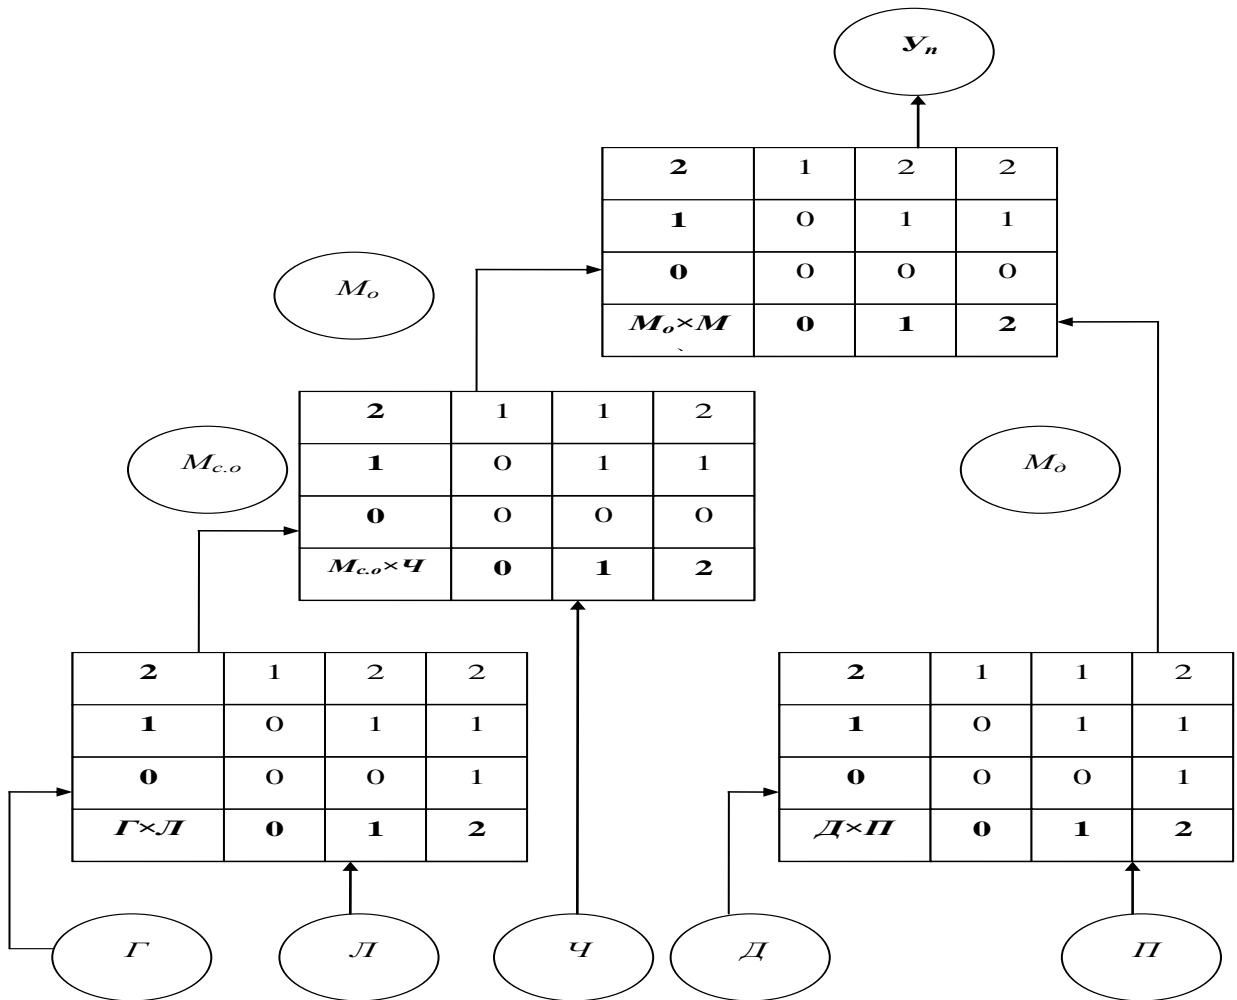 Уп
2 1 2 2
1 0 1 1
0 0 0 0
Мо×М 0 1 2
Мо
2 1 1 2
1 0 1 1
0 0 0 0
Мс.о×Ч 0 1 2
Мс.о
Мд
2 1 2 2
1 0 1 1
0 0 0 1
Г×Л 0 1 2
2 1 1 2
1 0 1 1
0 0 0 1
Д×П 0 1 2
Г
Л
Ч
Д
П